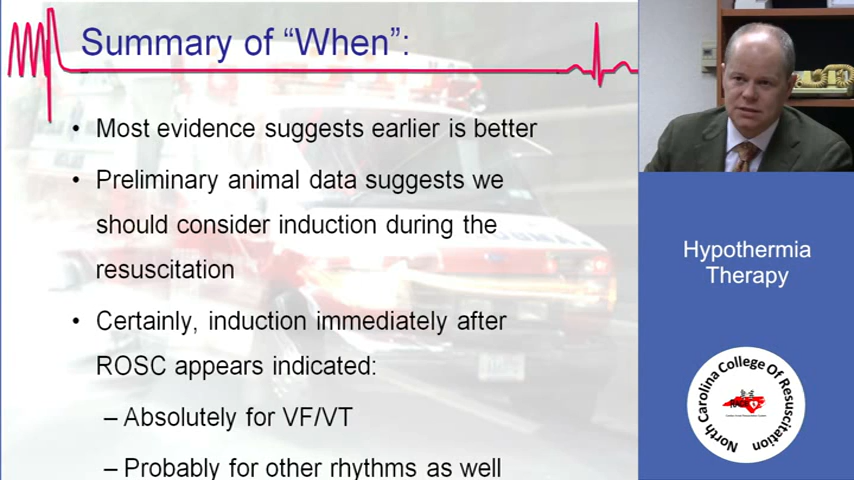 Summary of “When”:
• Most evidence suggests earlier is better
• Preliminary animal data suggests we
should consider induction during the
resuscitation
• Certainly, induction immediately after
ROSC appears indicated:
– Absolutely for VF/VT
– Probably for other rhythms as well
Hypothermia
Therapy
North Carolina College Of Resuscitation